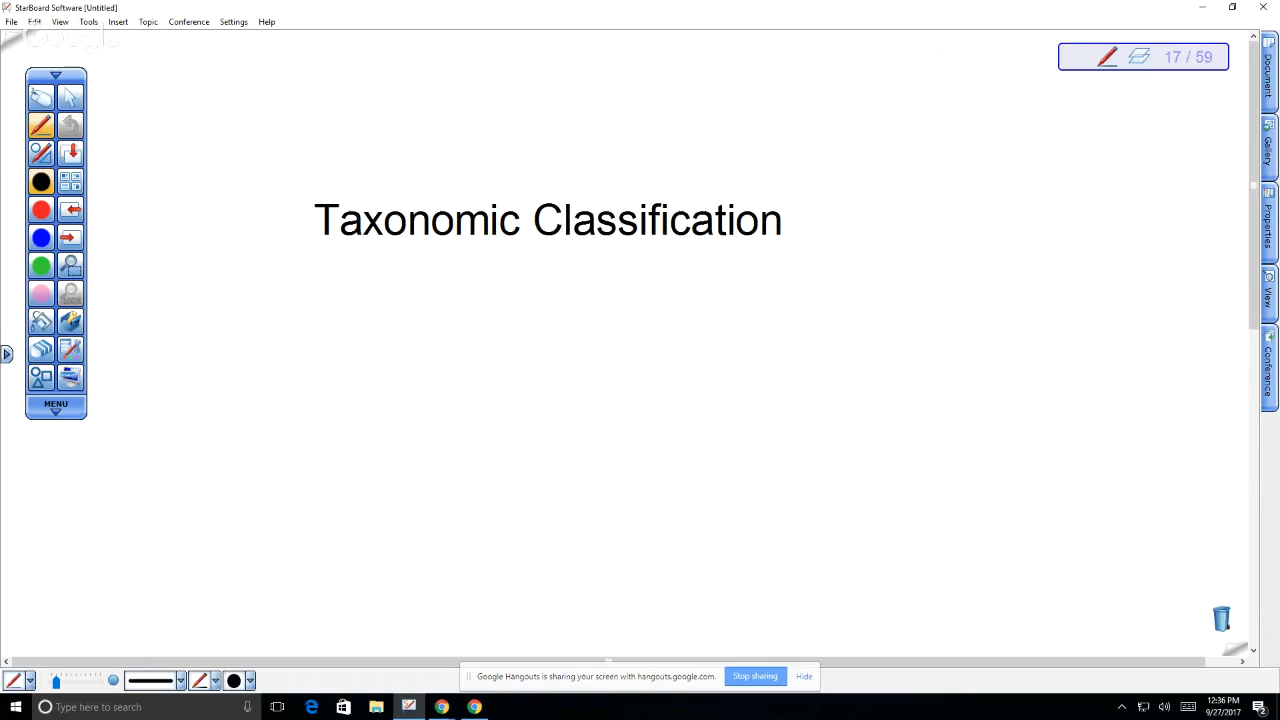 StarBoard Software [Untitled]
File Edit View Tools Insert Topic Conference Settings Help
17 / 59
Document
Gallery
Properties
View
Conference
Taxonomic Classification
MENU
Google Hangouts is sharing your screen with hangouts.google.com. Stop sharing Hide
Type here to search
12:36 PM
9/27/2017
2